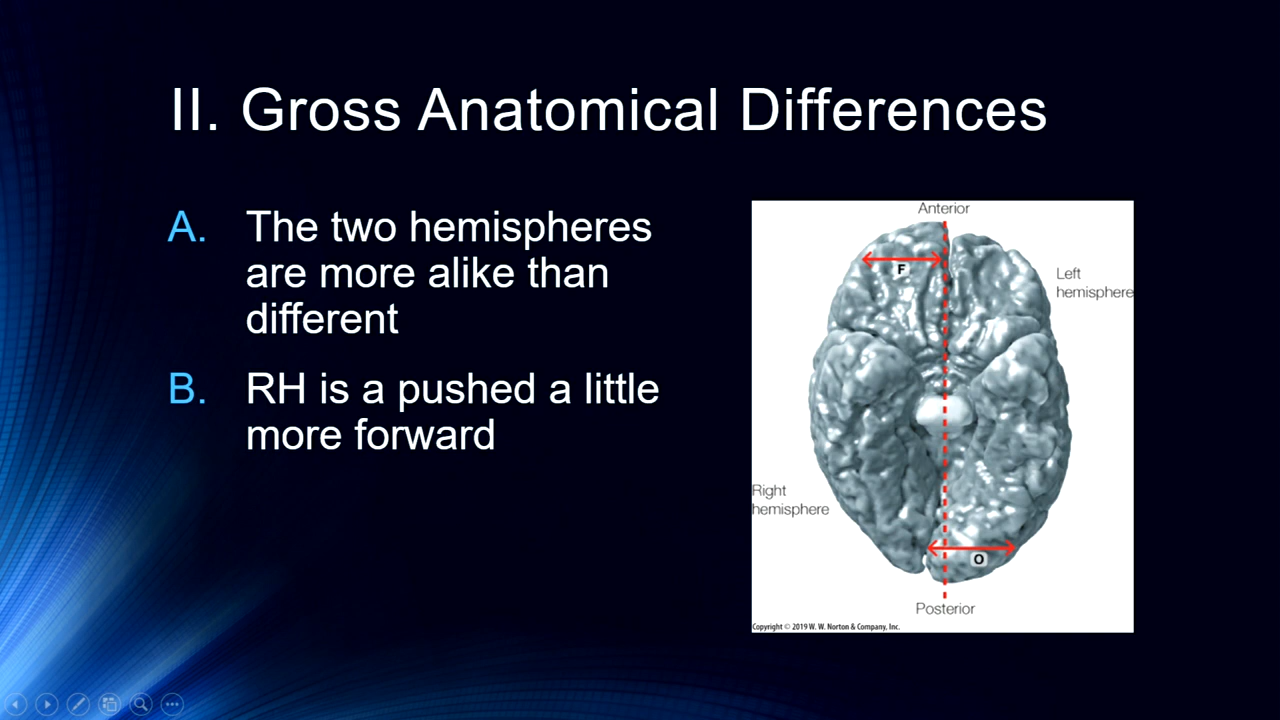 II. Gross Anatomical Differences
A. The two hemispheres
are more alike than
different
B. RH is a pushed a little
more forward
Anterior
F
Left
hemisphere
Right
hemisphere
O
Posterior
Copyright © 2019 W. W. Norton & Company, Inc.